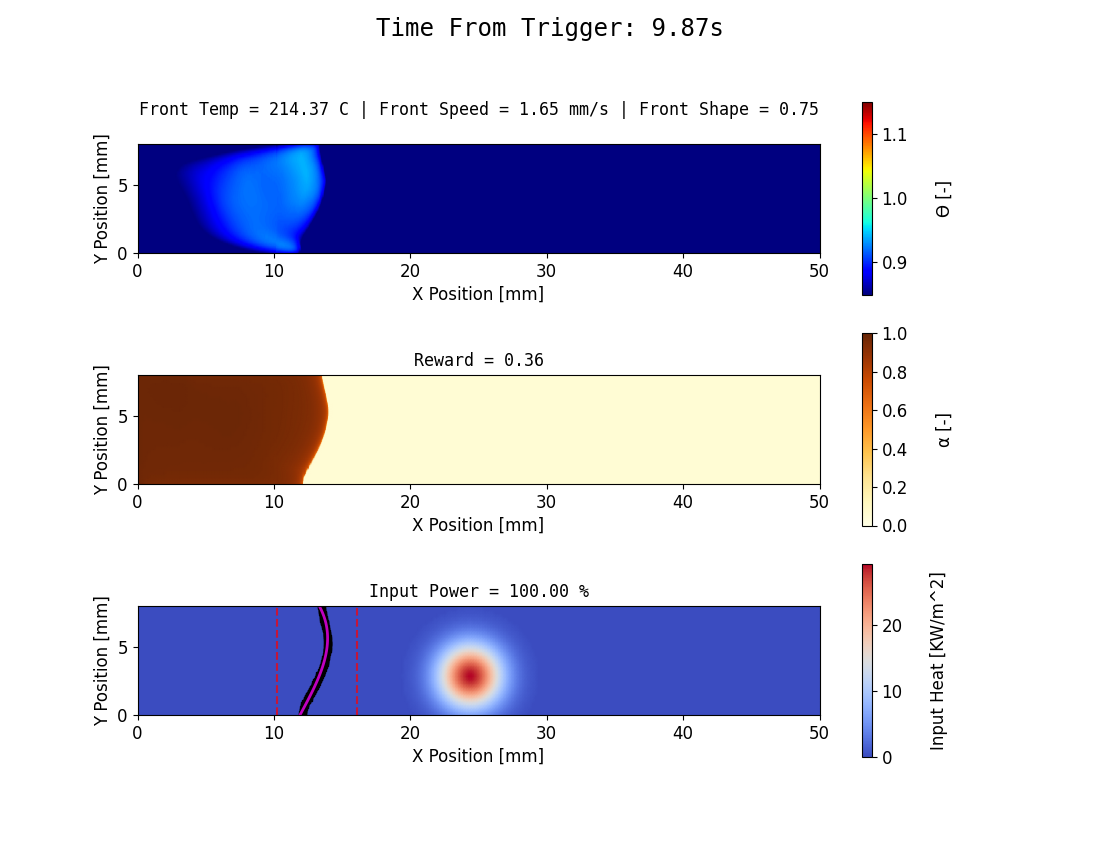 Time From Trigger: 9.87s
Front Temp = 214.37 C | Front Speed = 1.65 mm/s | Front Shape = 0.75
Y Position [mm]
5
0
0 10 20 30 40 50
X Position [mm]
1.1
1.0
0.9
Θ [-]
Reward = 0.36
Y Position [mm]
5
0
0 10 20 30 40 50
X Position [mm]
1.0
0.8
0.6
0.4
0.2
0.0
α [-]
Input Power = 100.00 %
Y Position [mm]
5
0
0 10 20 30 40 50
X Position [mm]
20
10
0
Input Heat [KW/m^2]